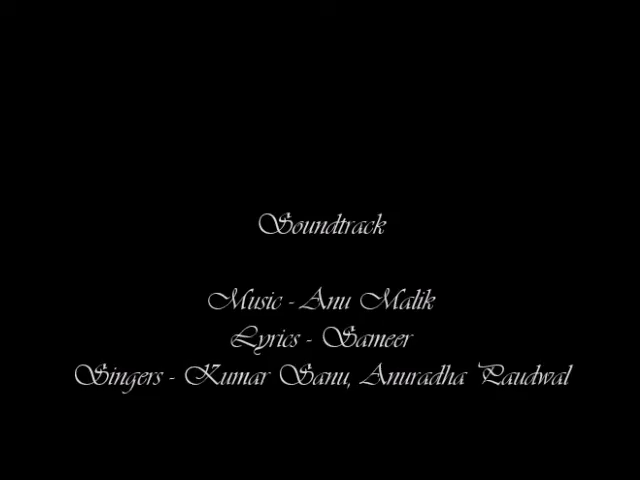 Soundtrack
Music - Anu Malik
Lyrics - Sameer
Singers - Kumar Sanu, Anuradha Paudwal